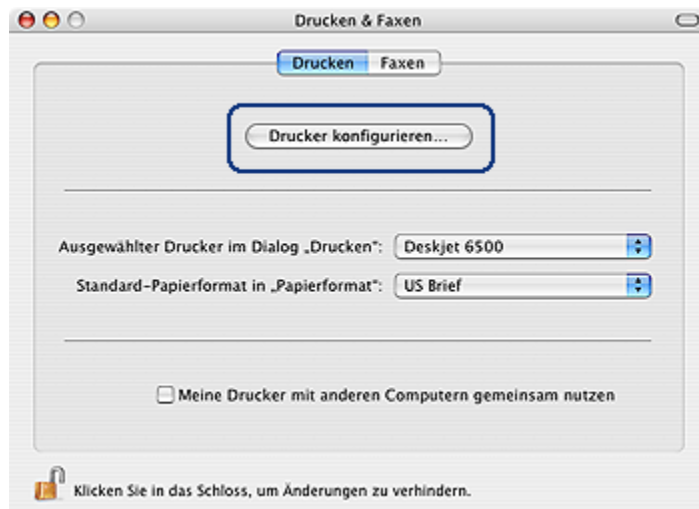 Drucken & Faxen
Drucken Faxen
Drucker konfigurieren...
Ausgewählter Drucker im Dialog „Drucken“: Deskjet 6500
Standard-Papierformat in „Papierformat“: US Brief
Meine Drucker mit anderen Computern gemeinsam nutzen
Klicken Sie in das Schloss, um Änderungen zu verhindern.